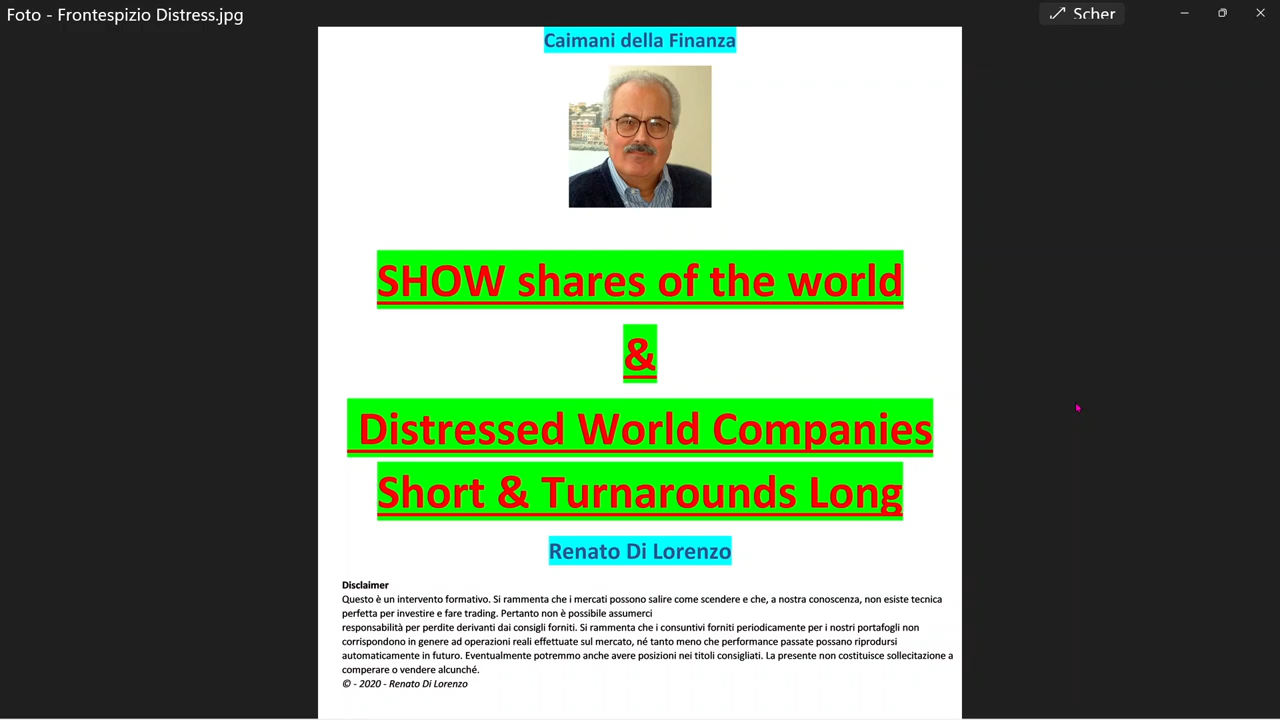 Foto - Frontespizio Distress.jpg
Scher
Caimani della Finanza
SHOW shares of the world
&
Distressed World Companies
Short & Turnarounds Long
Renato Di Lorenzo
Disclaimer
Questo è un intervento formativo. Si rammenta che i mercati possono salire come scendere e che, a nostra conoscenza, non esiste tecnica
perfetta per investire e fare trading. Pertanto non è possibile assumerci
responsabilità per perdite derivanti dai consigli forniti. Si rammenta che i consuntivi forniti periodicamente per i nostri portafogli non
corrispondono in genere ad operazioni reali effettuate sul mercato, né tanto meno che performance passate possano riprodursi
automaticamente in futuro. Eventualmente potremmo anche avere posizioni nei titoli consigliati. La presente non costituisce sollecitazione a
comperare o vendere alcunché.
© - 2020 - Renato Di Lorenzo